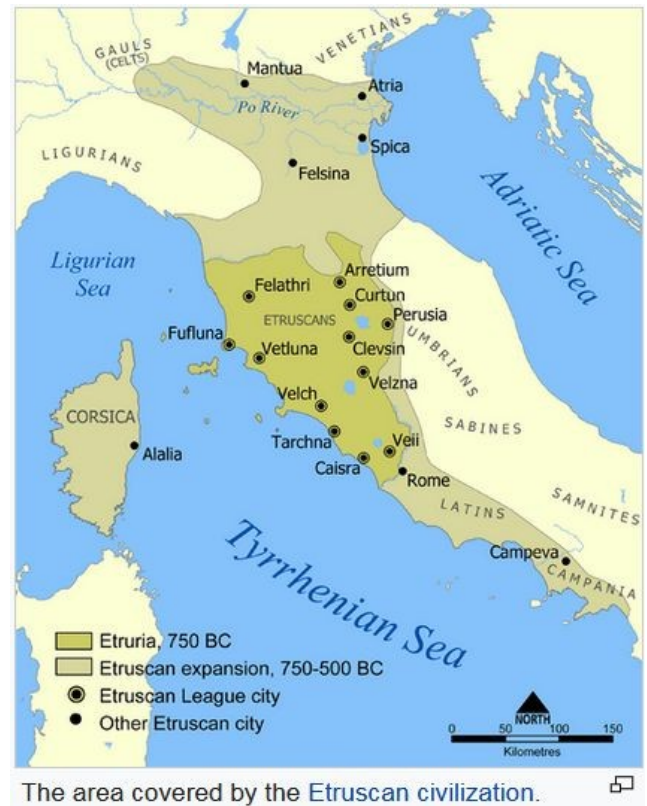 GAULS
(CELTS)
VENETIANS
Mantua
Atria
Po River
Spica
LIGURIANS
Felsina
Adriatic Sea
Ligurian
Sea
Arretium
Felathri
Curtun
ETRUSCANS
Perusia
Fufluna
Clevsin
UMBRIANS
Vetluna
Velzna
Velch
CORSICA
SABINES
Tarchna
Veii
Alalia
Caisra
Rome
SAMNITES
LATINS
Campeva
CAMPANIA
Tyrrhenian Sea
Etruria, 750 BC
Etruscan expansion, 750-500 BC
Etruscan League city
Other Etruscan city
NORTH
0 50 100 150
Kilometres
The area covered by the Etruscan civilization.